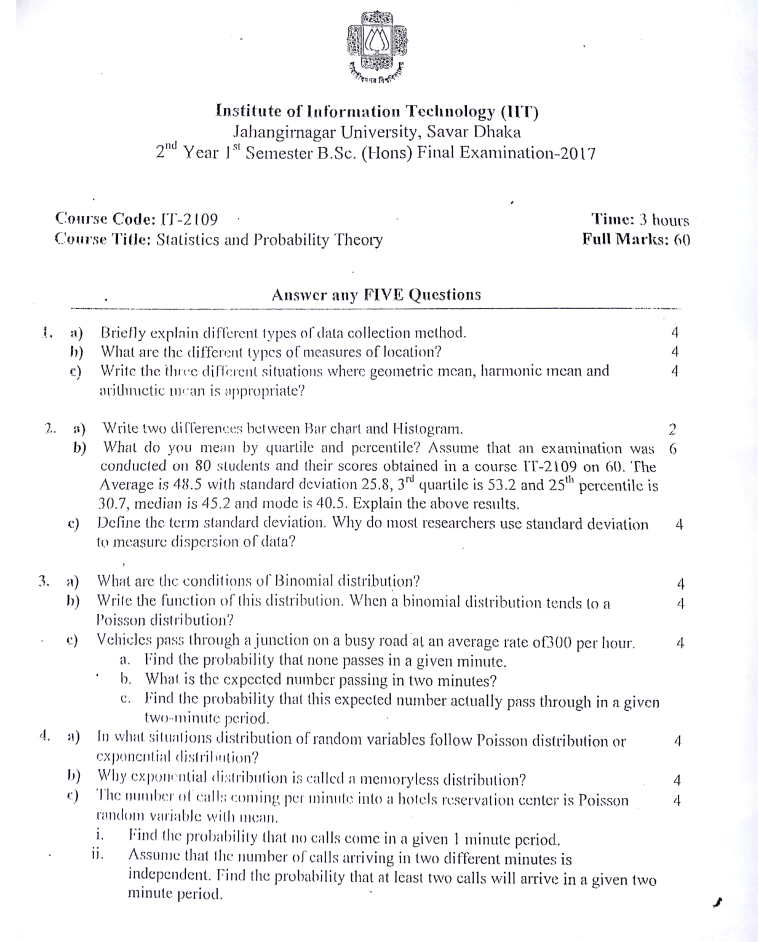 Institute of Information Technology (IIT)
Jahangirnagar University, Savar Dhaka
2nd Year 1st Semester B.Sc. (Hons) Final Examination-2017
Course Code: IT-2109 Time: 3 hours
Course Title: Statistics and Probability Theory Full Marks: 60
Answer any FIVE Questions
1. a) Briefly explain different types of data collection method. 4
b) What are the different types of measures of location? 4
c) Write the three different situations where geometric mean, harmonic mean and 4
arithmetic mean is appropriate?
2. a) Write two differences between Bar chart and Histogram. 2
b) What do you mean by quartile and percentile? Assume that an examination was 6
conducted on 80 students and their scores obtained in a course IT-2109 on 60. The
Average is 48.5 with standard deviation 25.8, 3rd quartile is 53.2 and 25th percentile is
30.7, median is 45.2 and mode is 40.5. Explain the above results.
c) Define the term standard deviation. Why do most researchers use standard deviation 4
to measure dispersion of data?
3. a) What are the conditions of Binomial distribution? 4
b) Write the function of this distribution. When a binomial distribution tends to a 4
Poisson distribution?
c) Vehicles pass through a junction on a busy road at an average rate of300 per hour. 4
a. Find the probability that none passes in a given minute.
b. What is the expected number passing in two minutes?
c. Find the probability that this expected number actually pass through in a given
two-minute period.
4. a) In what situations distribution of random variables follow Poisson distribution or 4
exponential distribution?
b) Why exponential distribution is called a memoryless distribution? 4
c) The number of calls coming per minute into a hotels reservation center is Poisson 4
random variable with mean.
i. Find the probability that no calls come in a given 1 minute period.
ii. Assume that the number of calls arriving in two different minutes is
independent. Find the probability that at least two calls will arrive in a given two
minute period.